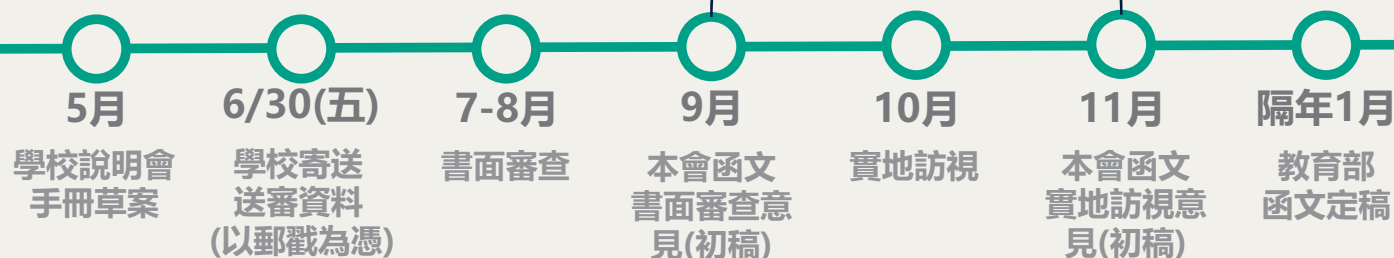 5月
學校說明會
手冊草案
6/30(五)
學校寄送
送審資料
(以郵戳為憑)
7-8月
書面審查
9月
本會函文
書面審查意
見(初稿)
10月
實地訪視
11月
本會函文
實地訪視意
見(初稿)
隔年1月
教育部
函文定稿